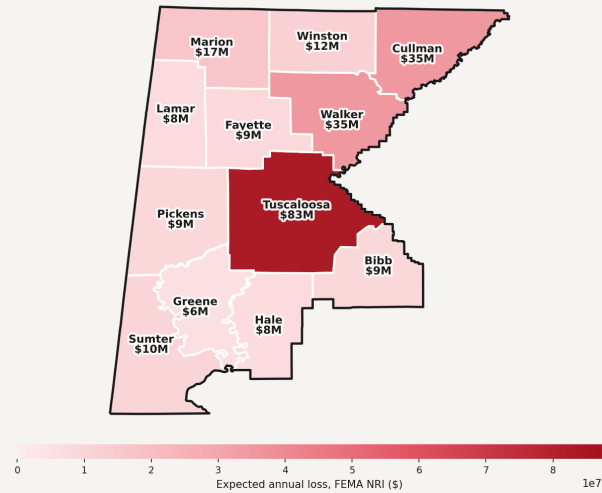 Marion
$17M
Winston
$12M
Cullman
$35M
Lamar
$8M
Fayette
$9M
Walker
$35M
Pickens
$9M
Tuscaloosa
$83M
Bibb
$9M
Greene
$6M
Hale
$8M
Sumter
$10M
0 1 2 3 4 5 6 7 8
Expected annual loss, FEMA NRI ($)
1e7